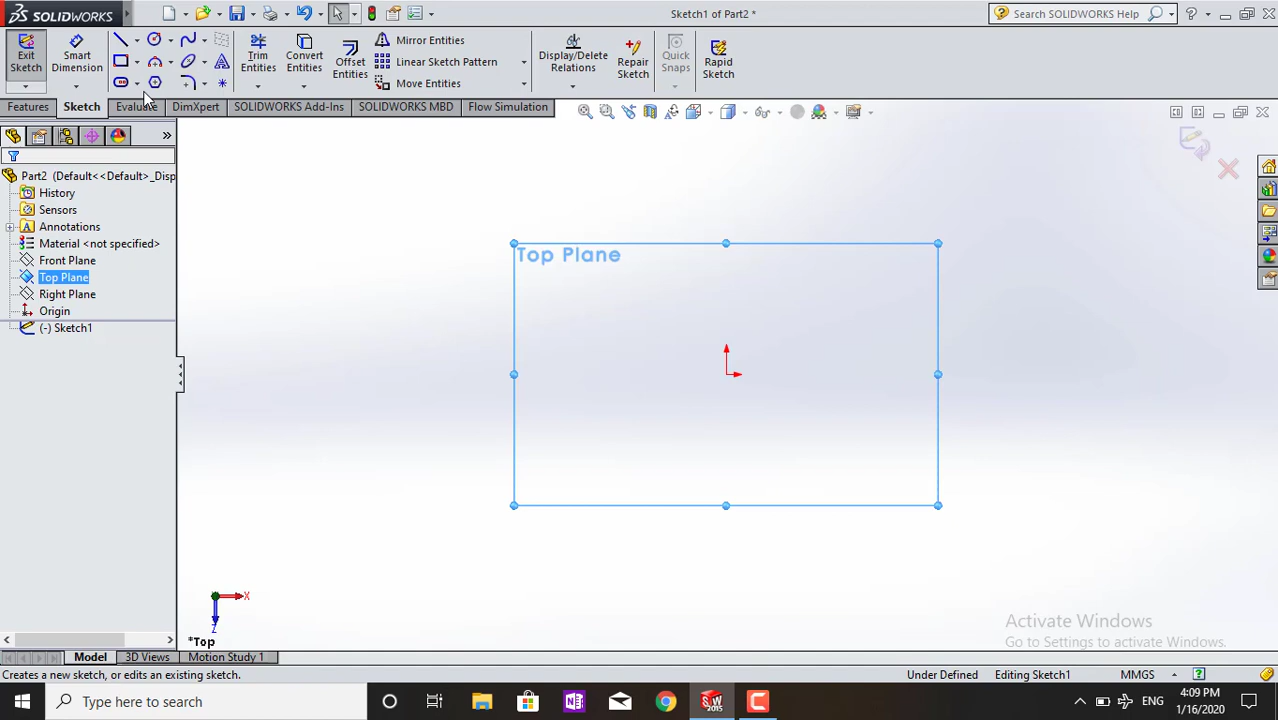 SOLIDWORKS
Sketch1 of Part2 *
Search SOLIDWORKS Help
Exit Sketch
Smart Dimension
Trim Entities
Convert Entities
Offset Entities
Mirror Entities
Linear Sketch Pattern
Move Entities
Display/Delete Relations
Repair Sketch
Quick Snaps
Rapid Sketch
Features
Sketch
Evaluate
DimXpert
SOLIDWORKS Add-Ins
SOLIDWORKS MBD
Flow Simulation
Part2 (Default<<Default>_Disp
History
Sensors
Annotations
Material <not specified>
Front Plane
Top Plane
Right Plane
Origin
(-) Sketch1
Top Plane
X
Z
*Top
Activate Windows
Go to Settings to activate Windows.
Model
3D Views
Motion Study 1
Creates a new sketch, or edits an existing sketch.
Under Defined
Editing Sketch1
MMGS
Type here to search
ENG
4:09 PM
1/16/2020